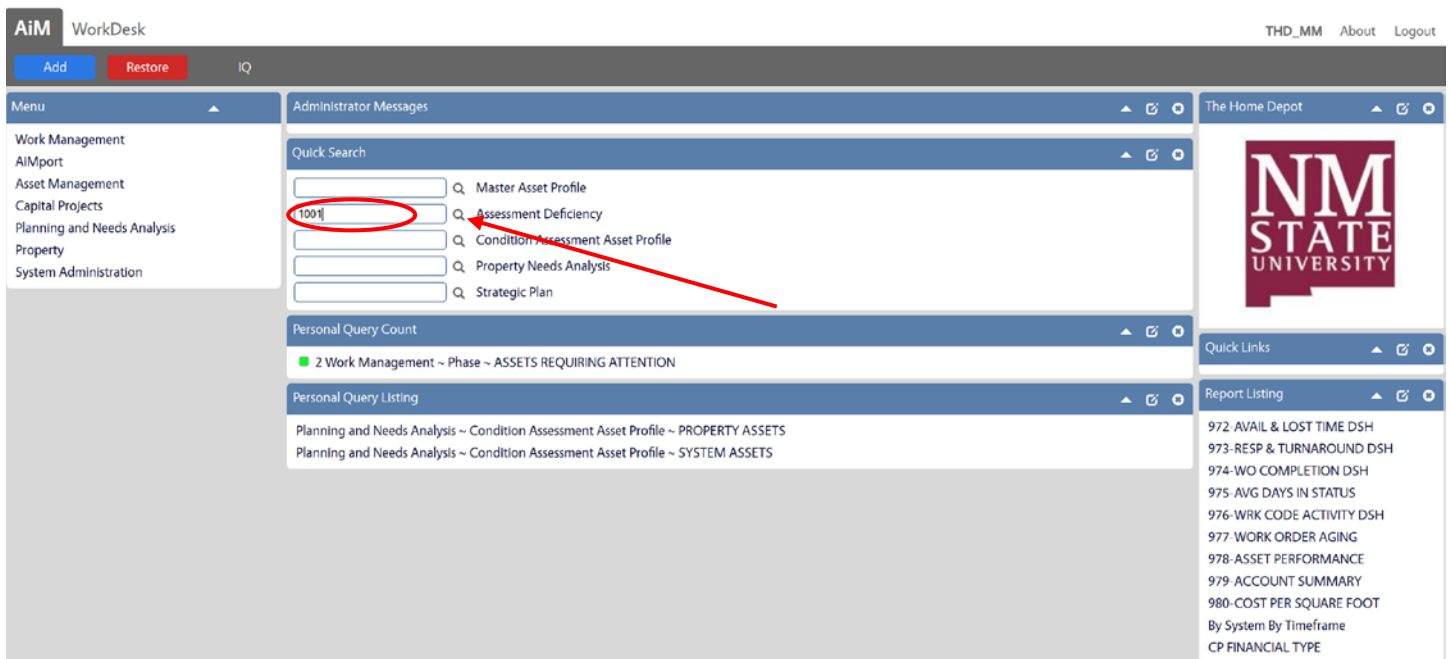 AiM WorkDesk
THD_MM About Logout
Add Restore IQ
Menu
Work Management
AiMport
Asset Management
Capital Projects
Planning and Needs Analysis
Property
System Administration
Administrator Messages
Quick Search
Master Asset Profile
1001 Assessment Deficiency
Condition Assessment Asset Profile
Property Needs Analysis
Strategic Plan
Personal Query Count
2 Work Management ~ Phase ~ ASSETS REQUIRING ATTENTION
Personal Query Listing
Planning and Needs Analysis ~ Condition Assessment Asset Profile ~ PROPERTY ASSETS
Planning and Needs Analysis ~ Condition Assessment Asset Profile ~ SYSTEM ASSETS
The Home Depot
NM
STATE
UNIVERSITY
Quick Links
Report Listing
972-AVAIL & LOST TIME DSH
973-RESP & TURNAROUND DSH
974-WO COMPLETION DSH
975-AVG DAYS IN STATUS
976-WRK CODE ACTIVITY DSH
977-WORK ORDER AGING
978-ASSET PERFORMANCE
979-ACCOUNT SUMMARY
980-COST PER SQUARE FOOT
By System By Timeframe
CP FINANCIAL TYPE